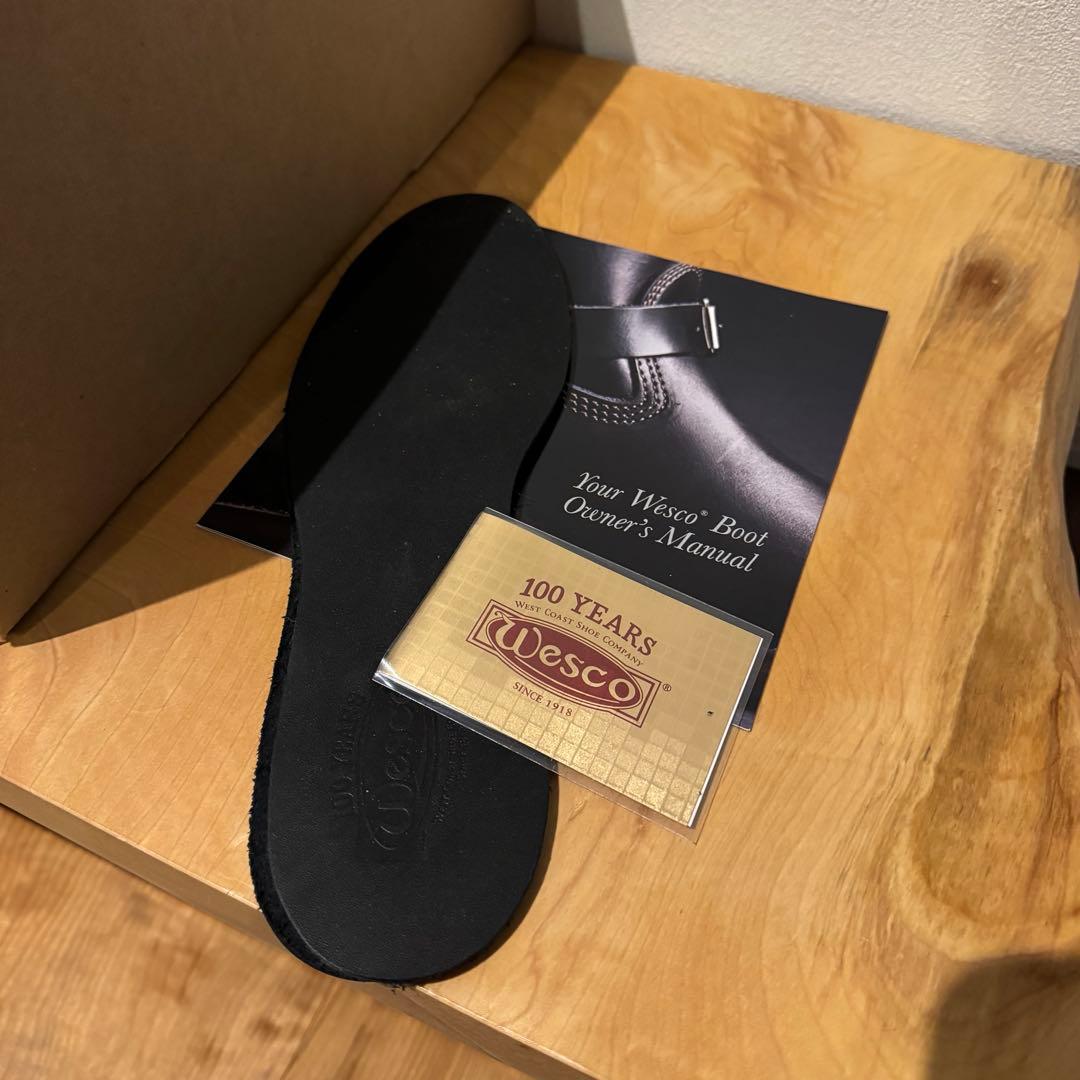 Your Wesco® Boot
Owner's Manual
100 YEARS
WEST COAST SHOE COMPANY
Wesco®
SINCE 1918
100 YEARS
Wesco